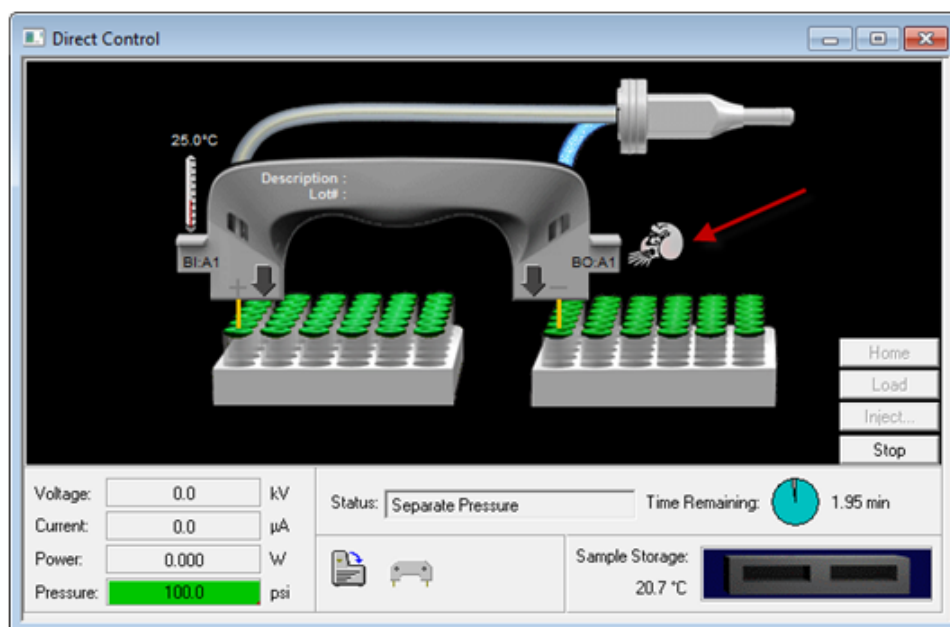 Direct Control
25.0°C
Description :
Lot# :
BI:A1
BO:A1
+
−
Home
Load
Inject...
Stop
Voltage: 0.0 kV
Current: 0.0 µA
Power: 0.000 W
Pressure: 100.0 psi
Status: Separate Pressure
Time Remaining: 1.95 min
Sample Storage:
20.7 °C